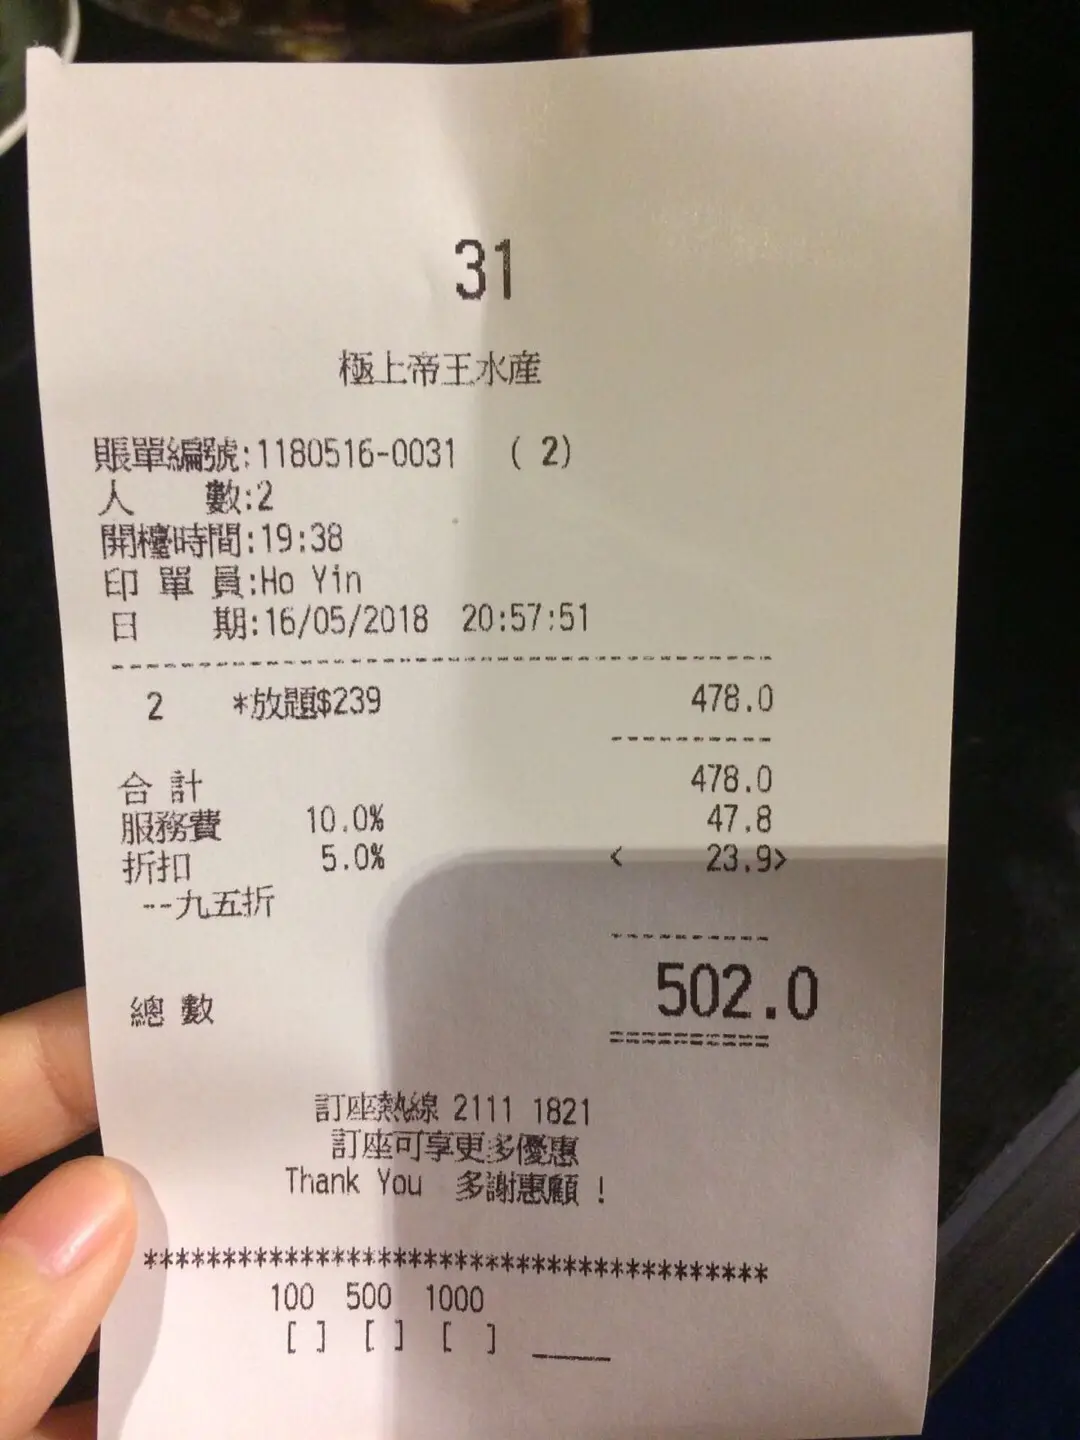 31
極上帝王水産
賬單編號:1180516-0031 ( 2)
人 數:2
開檯時間:19:38
印 單 員:Ho Yin
日 期:16/05/2018 20:57:51
2 *放題$239 478.0
合 計 478.0
服務費 10.0% 47.8
折扣 5.0% < 23.9>
--九五折
總 數 502.0
訂座熱線 2111 1821
訂座可享更多優惠
Thank You 多謝惠顧 !
****************************************
100 500 1000
[ ] [ ] [ ] _____